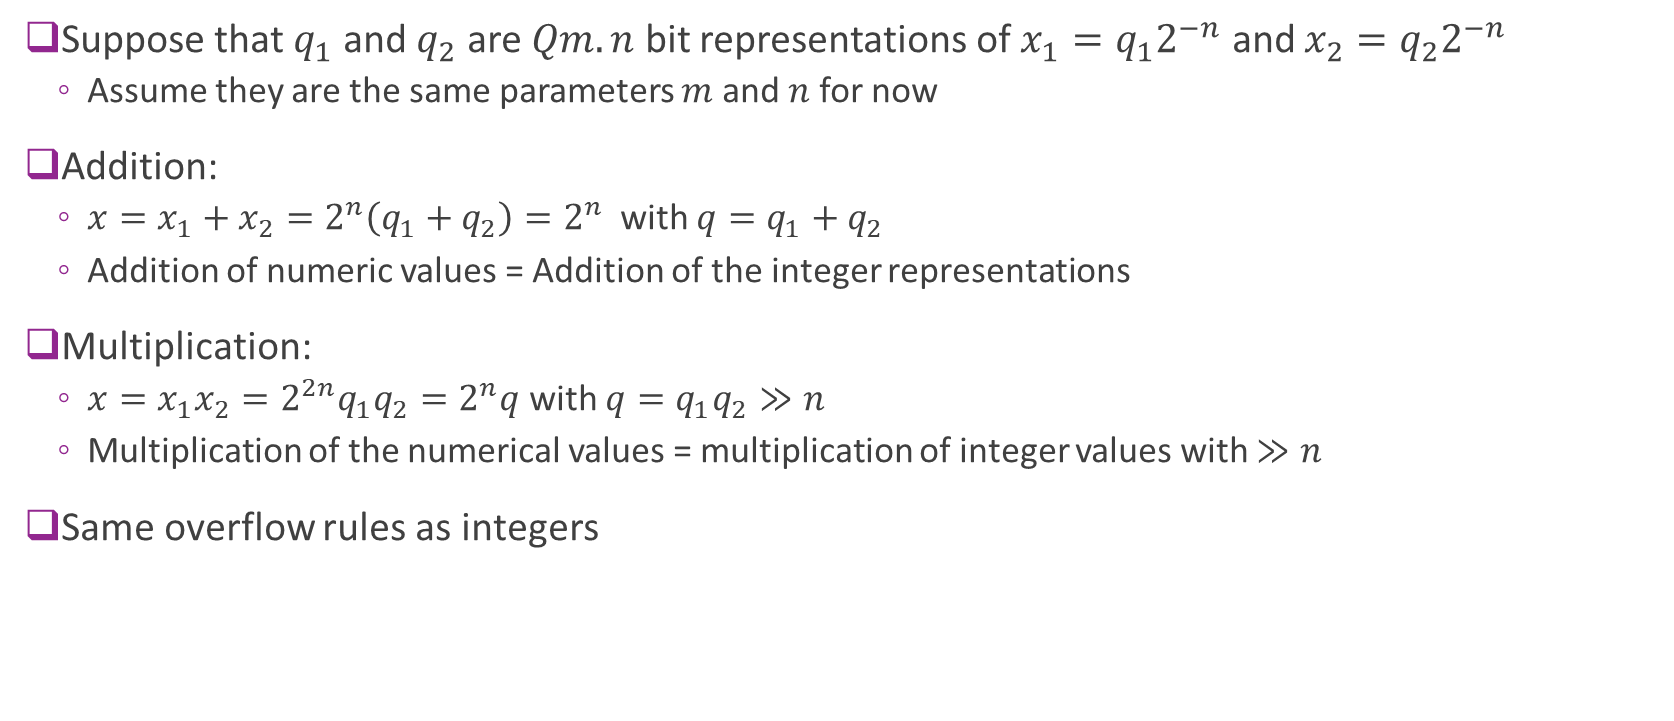 ❑Suppose that q₁ and q₂ are Qm.n bit representations of x₁ = q₁2⁻ⁿ and x₂ = q₂2⁻ⁿ
◦ Assume they are the same parameters m and n for now
❑Addition:
◦ x = x₁ + x₂ = 2ⁿ(q₁ + q₂) = 2ⁿ with q = q₁ + q₂
◦ Addition of numeric values = Addition of the integer representations
❑Multiplication:
◦ x = x₁x₂ = 2²ⁿq₁q₂ = 2ⁿq with q = q₁q₂ ≫ n
◦ Multiplication of the numerical values = multiplication of integer values with ≫ n
❑Same overflow rules as integers